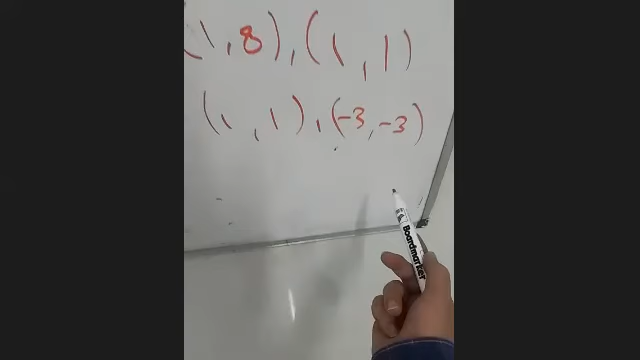 (1, 8), (1, 1)
(1, 1), (-3, -3)
Boardmarker